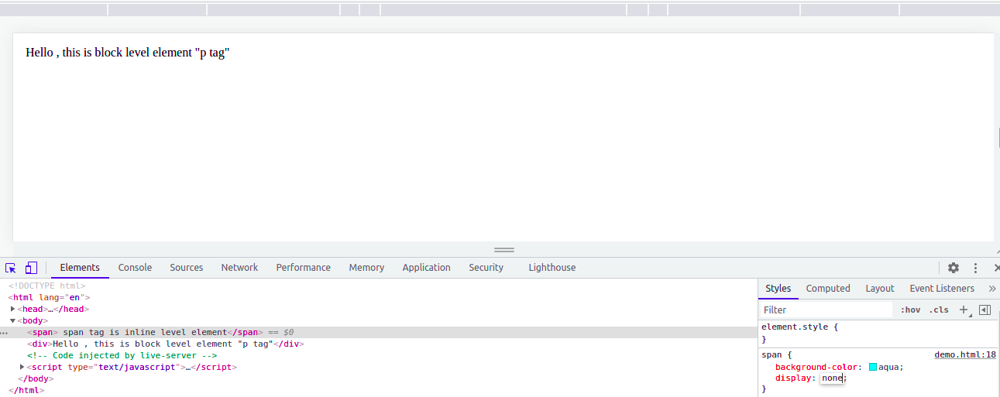 Hello , this is block level element "p tag"
Elements Console Sources Network Performance Memory Application Security Lighthouse
<!DOCTYPE html>
<html lang="en">
<head>…</head>
<body>
<span> span tag is inline level element</span> == $0
<div>Hello , this is block level element "p tag"</div>
<!-- Code injected by live-server -->
<script type="text/javascript">…</script>
</body>
</html>
Styles Computed Layout Event Listeners »
Filter :hov .cls +
element.style {
}
span { demo.html:18
background-color: aqua;
display: none;
}